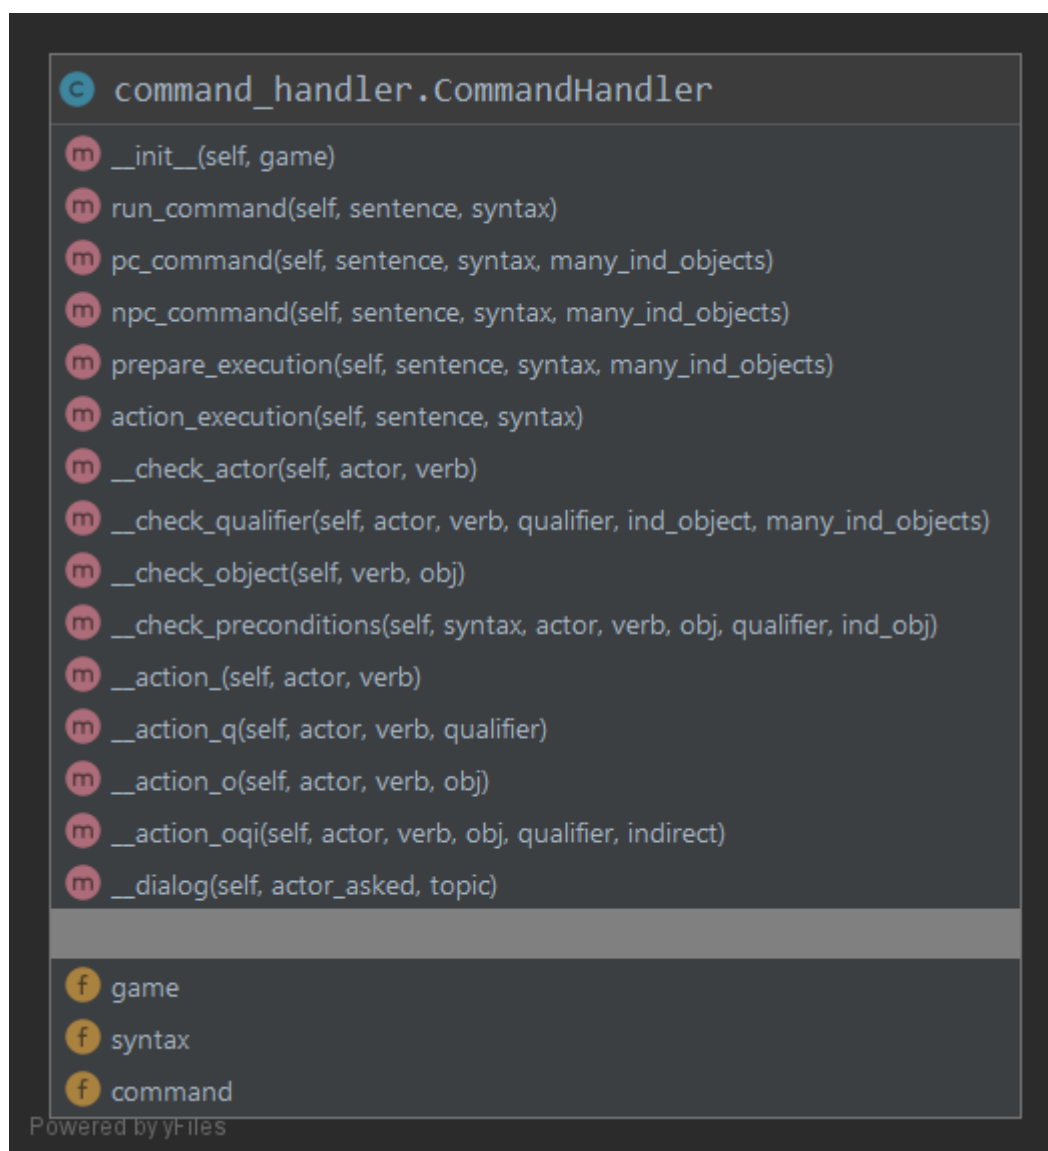 C command_handler.CommandHandler
m __init__(self, game)
m run_command(self, sentence, syntax)
m pc_command(self, sentence, syntax, many_ind_objects)
m npc_command(self, sentence, syntax, many_ind_objects)
m prepare_execution(self, sentence, syntax, many_ind_objects)
m action_execution(self, sentence, syntax)
m __check_actor(self, actor, verb)
m __check_qualifier(self, actor, verb, qualifier, ind_object, many_ind_objects)
m __check_object(self, verb, obj)
m __check_preconditions(self, syntax, actor, verb, obj, qualifier, ind_obj)
m __action_(self, actor, verb)
m __action_q(self, actor, verb, qualifier)
m __action_o(self, actor, verb, obj)
m __action_oqi(self, actor, verb, obj, qualifier, indirect)
m __dialog(self, actor_asked, topic)
f game
f syntax
f command
Powered by yFiles